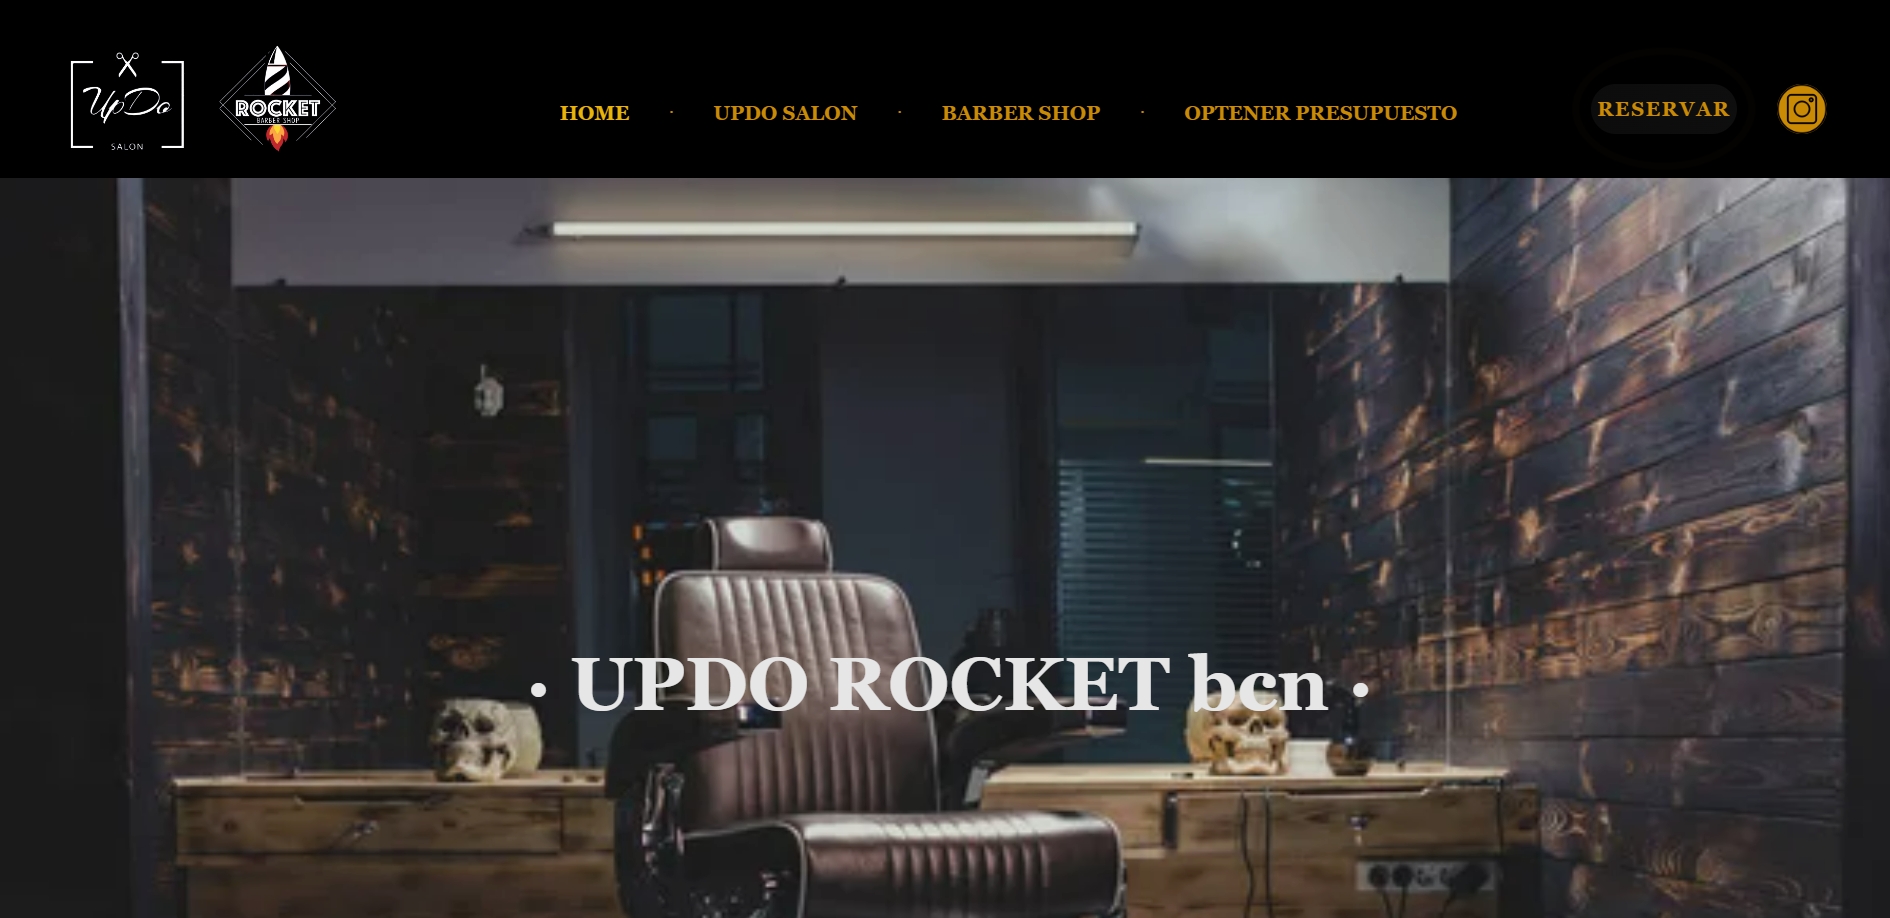 UpDo
SALON
ROCKET
BARBER SHOP
HOME · UPDO SALON · BARBER SHOP · OPTENER PRESUPUESTO
RESERVAR
· UPDO ROCKET bcn ·